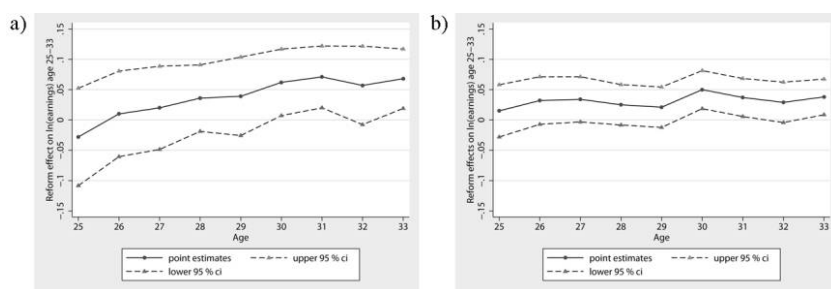 a)
Reform effect on ln(earnings) age 25−33
.15
.1
.05
0
-.05
-.1
-.15
25 26 27 28 29 30 31 32 33
Age
point estimates upper 95 % ci
lower 95 % ci
b)
Reform effects on ln(earnings) age 25−33
.15
.1
.05
0
-.05
-.1
-.15
25 26 27 28 29 30 31 32 33
Age
point estimates upper 95 % ci
lower 95 % ci